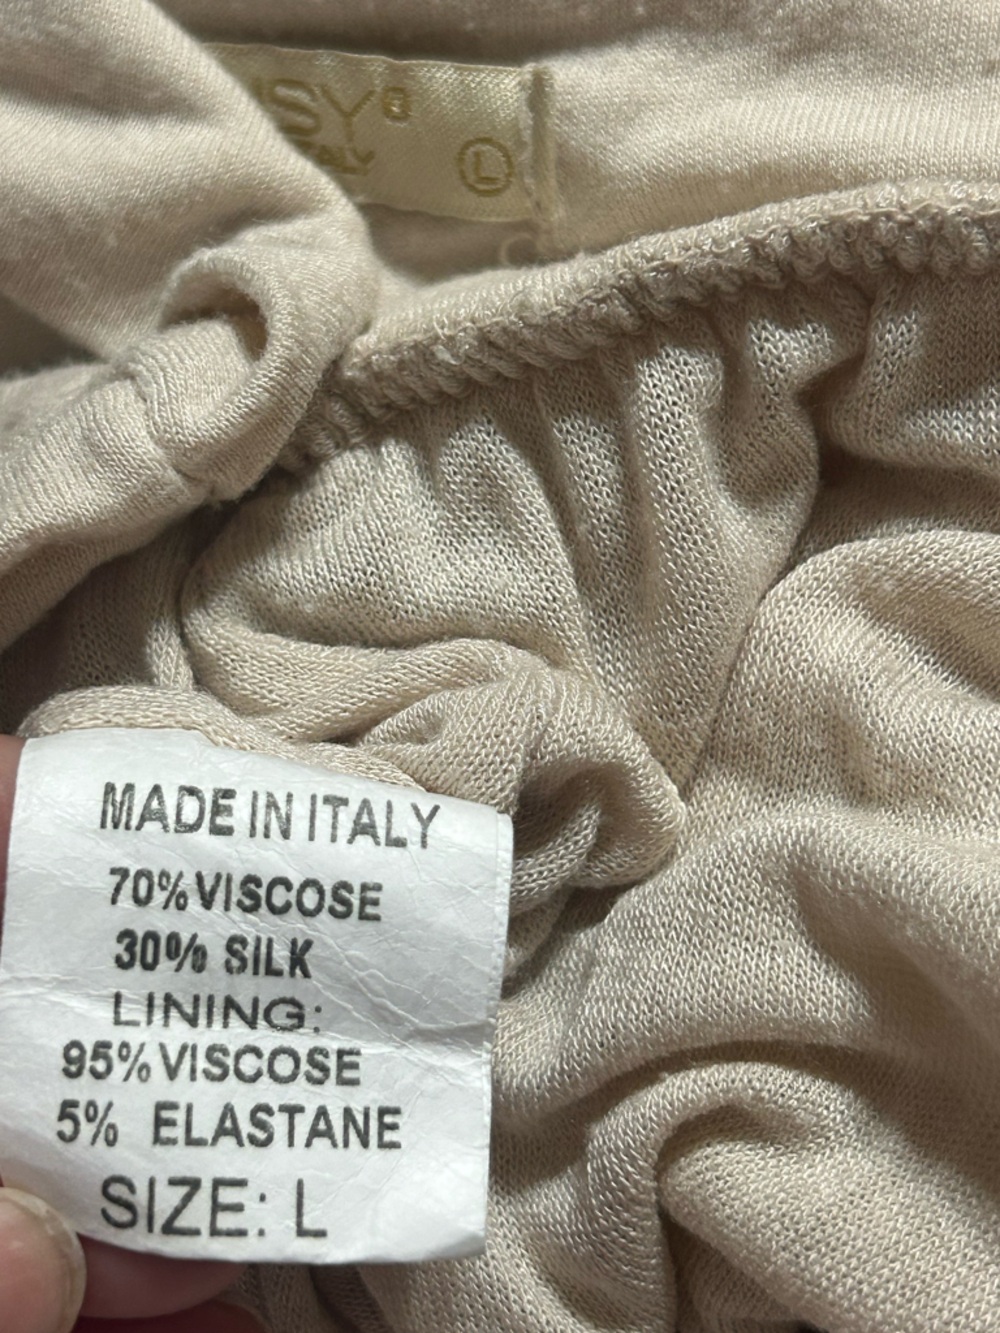 L
MADE IN ITALY
70% VISCOSE
30% SILK
LINING:
95% VISCOSE
5% ELASTANE
SIZE: L